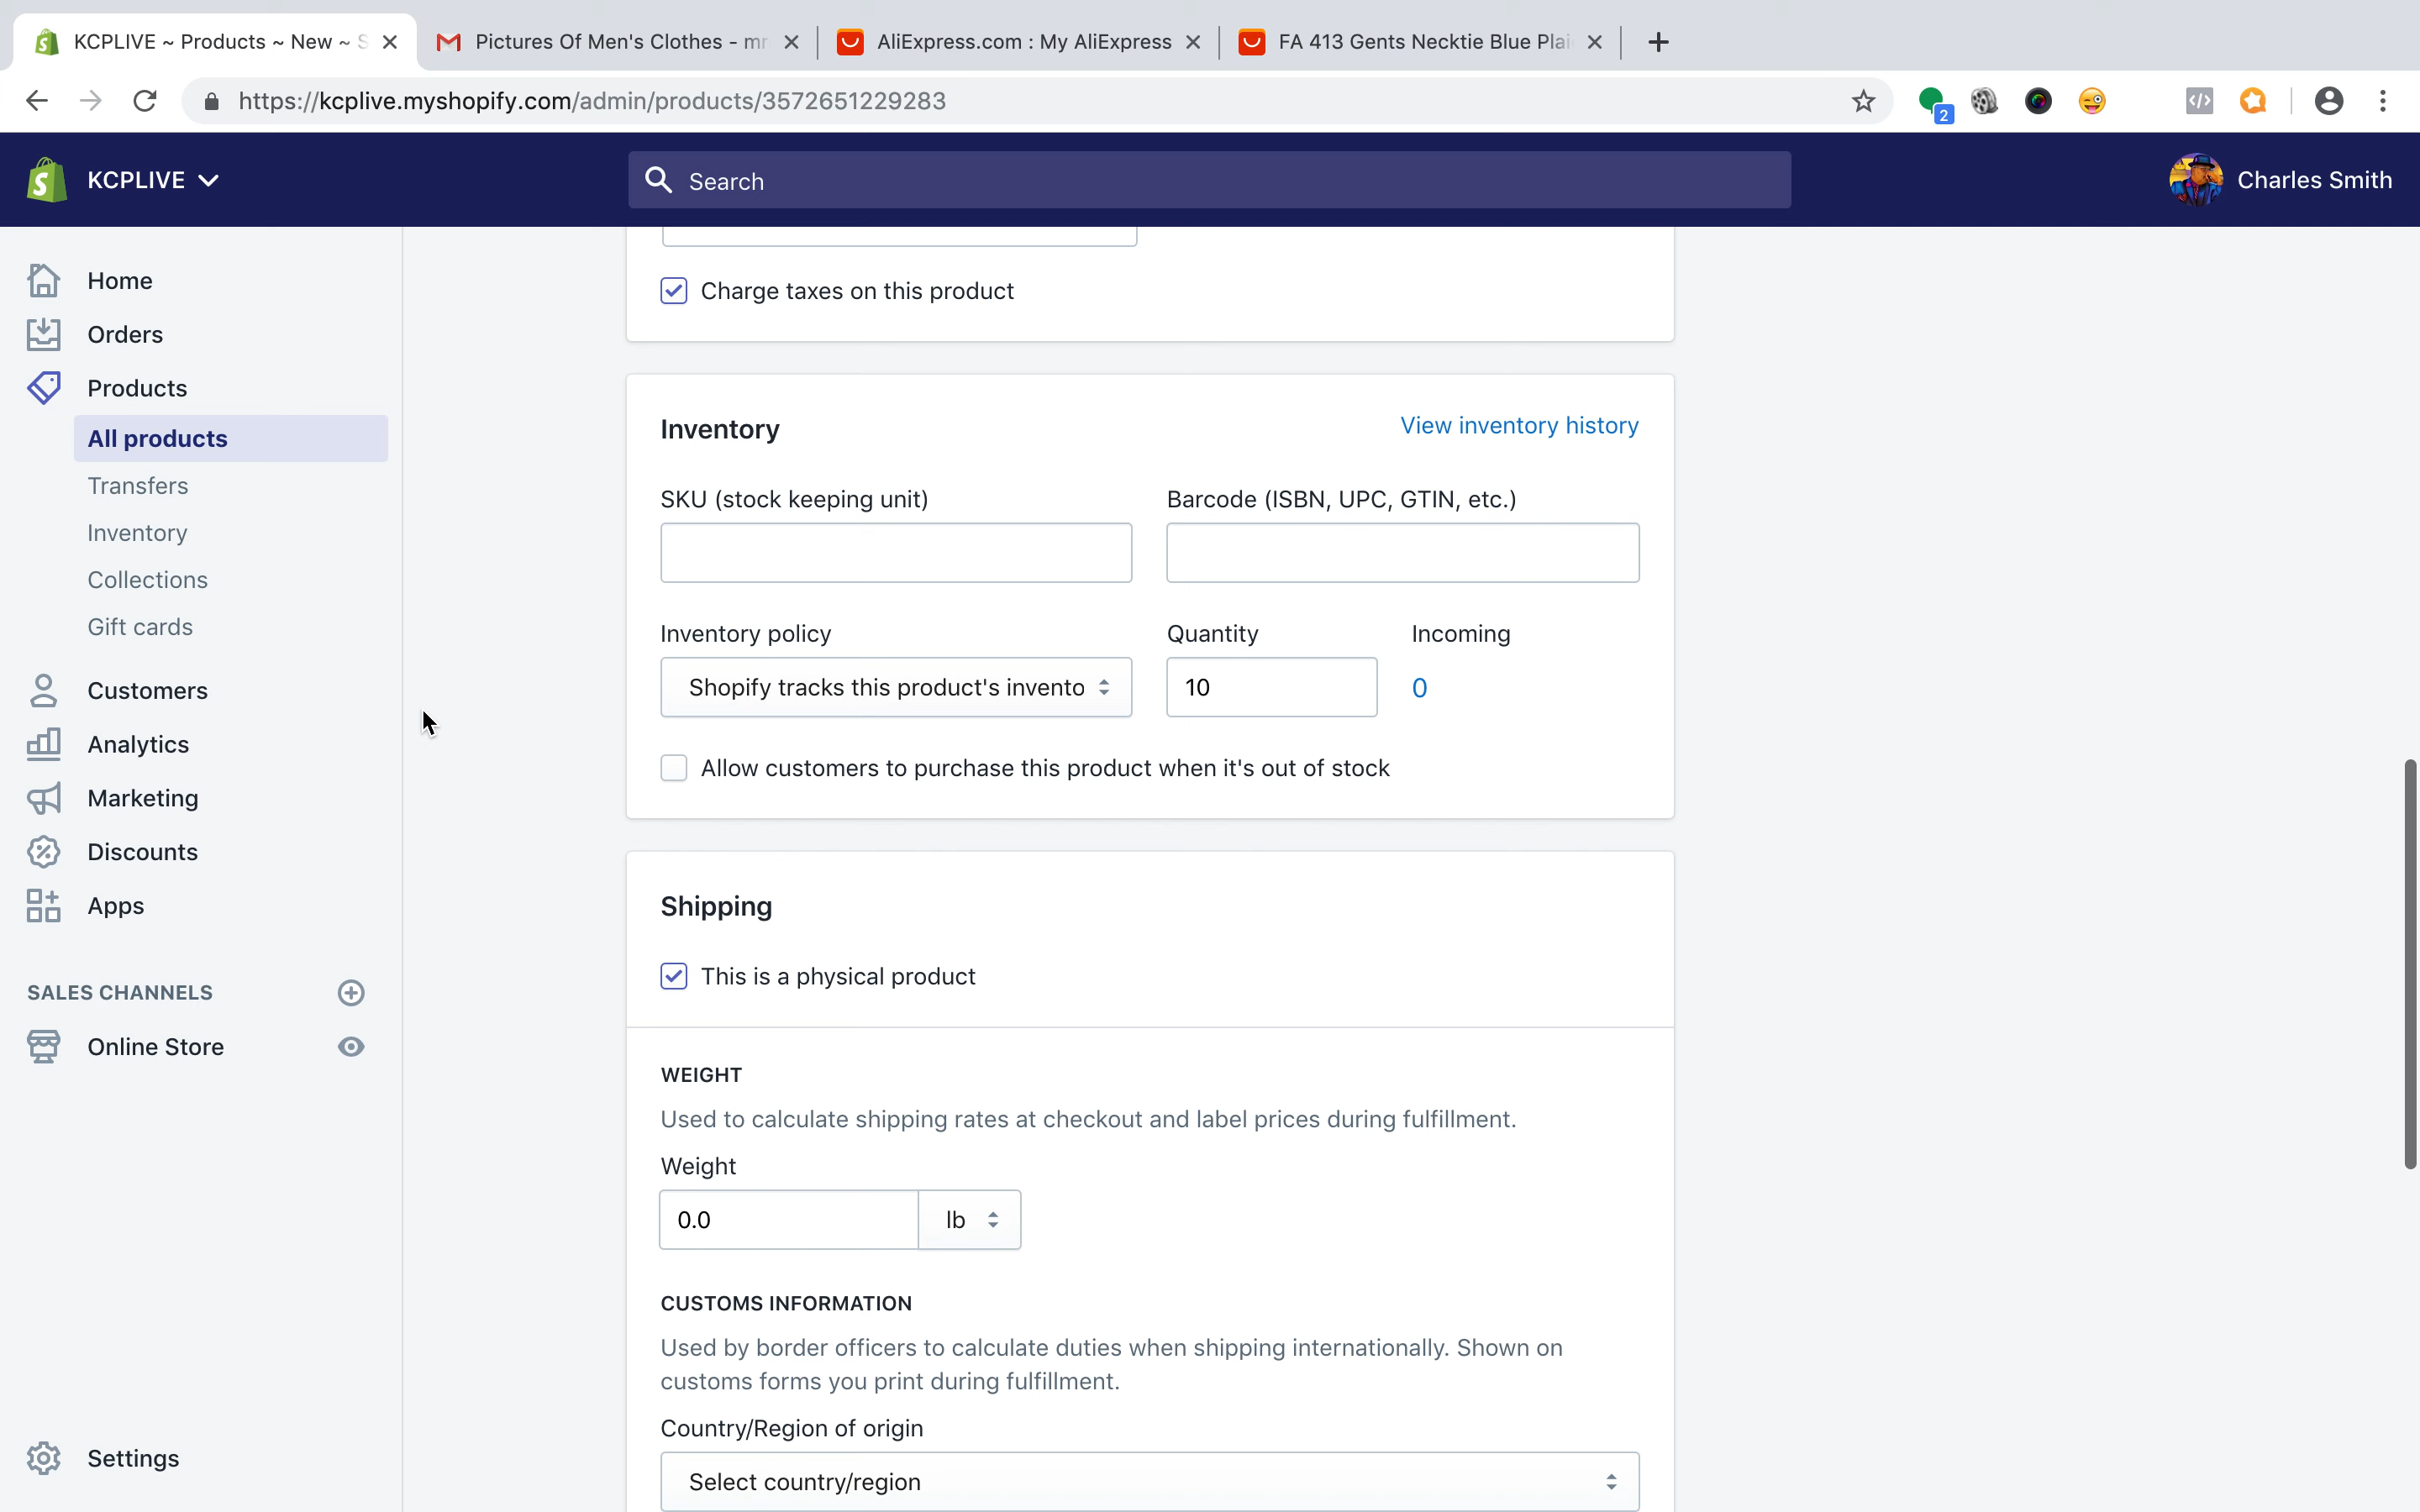 KCPLIVE ~ Products ~ New ~ S
Pictures Of Men's Clothes - mr
AliExpress.com : My AliExpress
FA 413 Gents Necktie Blue Plai
https://kcplive.myshopify.com/admin/products/3572651229283
2
KCPLIVE
Search
Charles Smith
Home
Orders
Products
All products
Transfers
Inventory
Collections
Gift cards
Customers
Analytics
Marketing
Discounts
Apps
SALES CHANNELS
Online Store
Settings
Charge taxes on this product
Inventory
View inventory history
SKU (stock keeping unit)
Barcode (ISBN, UPC, GTIN, etc.)
Inventory policy
Quantity
Incoming
Shopify tracks this product's invento
10
0
Allow customers to purchase this product when it's out of stock
Shipping
This is a physical product
WEIGHT
Used to calculate shipping rates at checkout and label prices during fulfillment.
Weight
0.0
lb
CUSTOMS INFORMATION
Used by border officers to calculate duties when shipping internationally. Shown on
customs forms you print during fulfillment.
Country/Region of origin
Select country/region